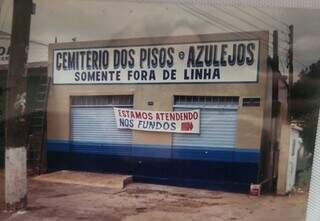 CEMITÉRIO DOS PISOS e AZULEJOS
SOMENTE FORA DE LINHA
ESTAMOS ATENDENDO
NOS FUNDOS